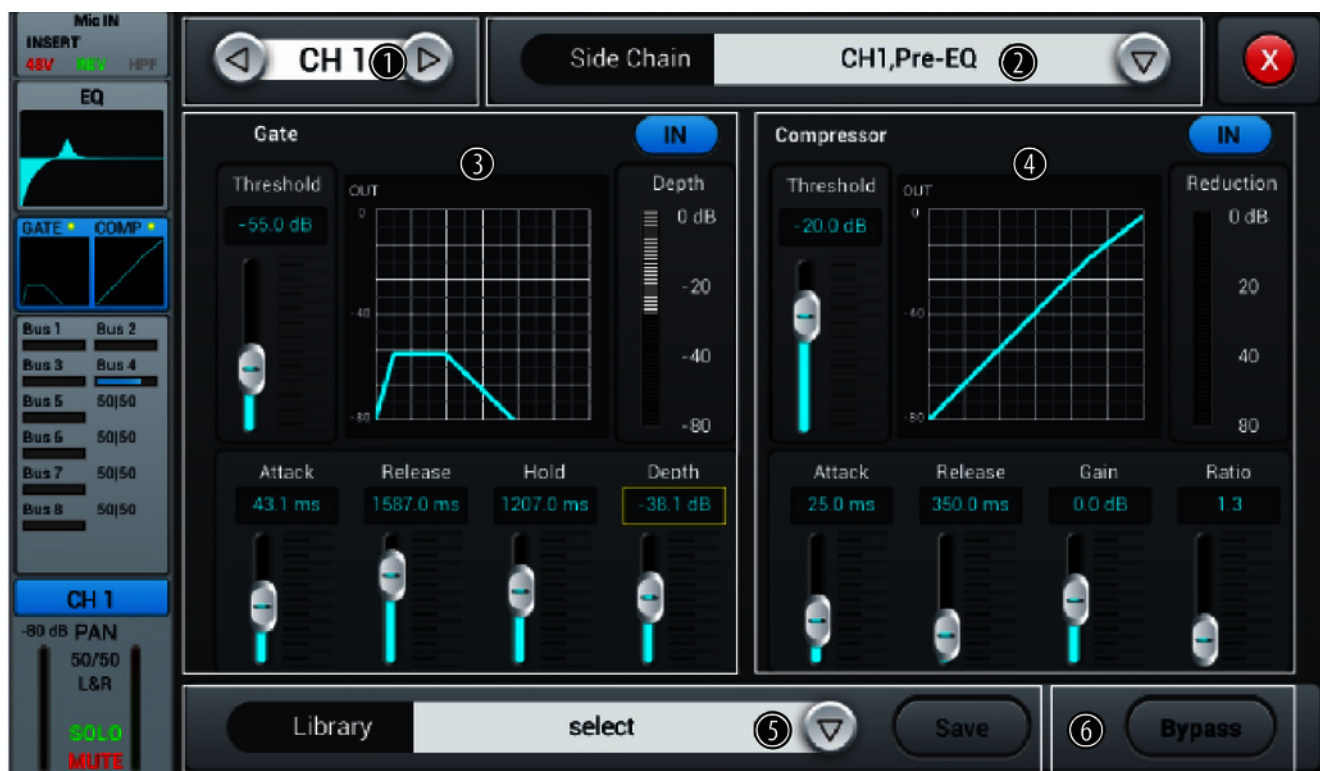 Mic IN
INSERT
48V HPF
EQ
GATE COMP
Bus 1 Bus 2
Bus 3 Bus 4
Bus 5 50|50
Bus 6 50|50
Bus 7 50|50
Bus 8 50|50
CH 1
-80 dB PAN
50/50
L&R
SOLO
MUTE
CH 1 ①
Side Chain CH1,Pre-EQ ②
X
Gate ③ IN
Threshold
-55.0 dB
OUT
0
-40
-80
Depth
0 dB
-20
-40
-80
Attack Release Hold Depth
43.1 ms 1587.0 ms 1207.0 ms -38.1 dB
Compressor ④ IN
Threshold
-20.0 dB
OUT
0
-40
-80
Reduction
0 dB
20
40
80
Attack Release Gain Ratio
25.0 ms 350.0 ms 0.0 dB 1.3
Library select ⑤ Save
⑥ Bypass